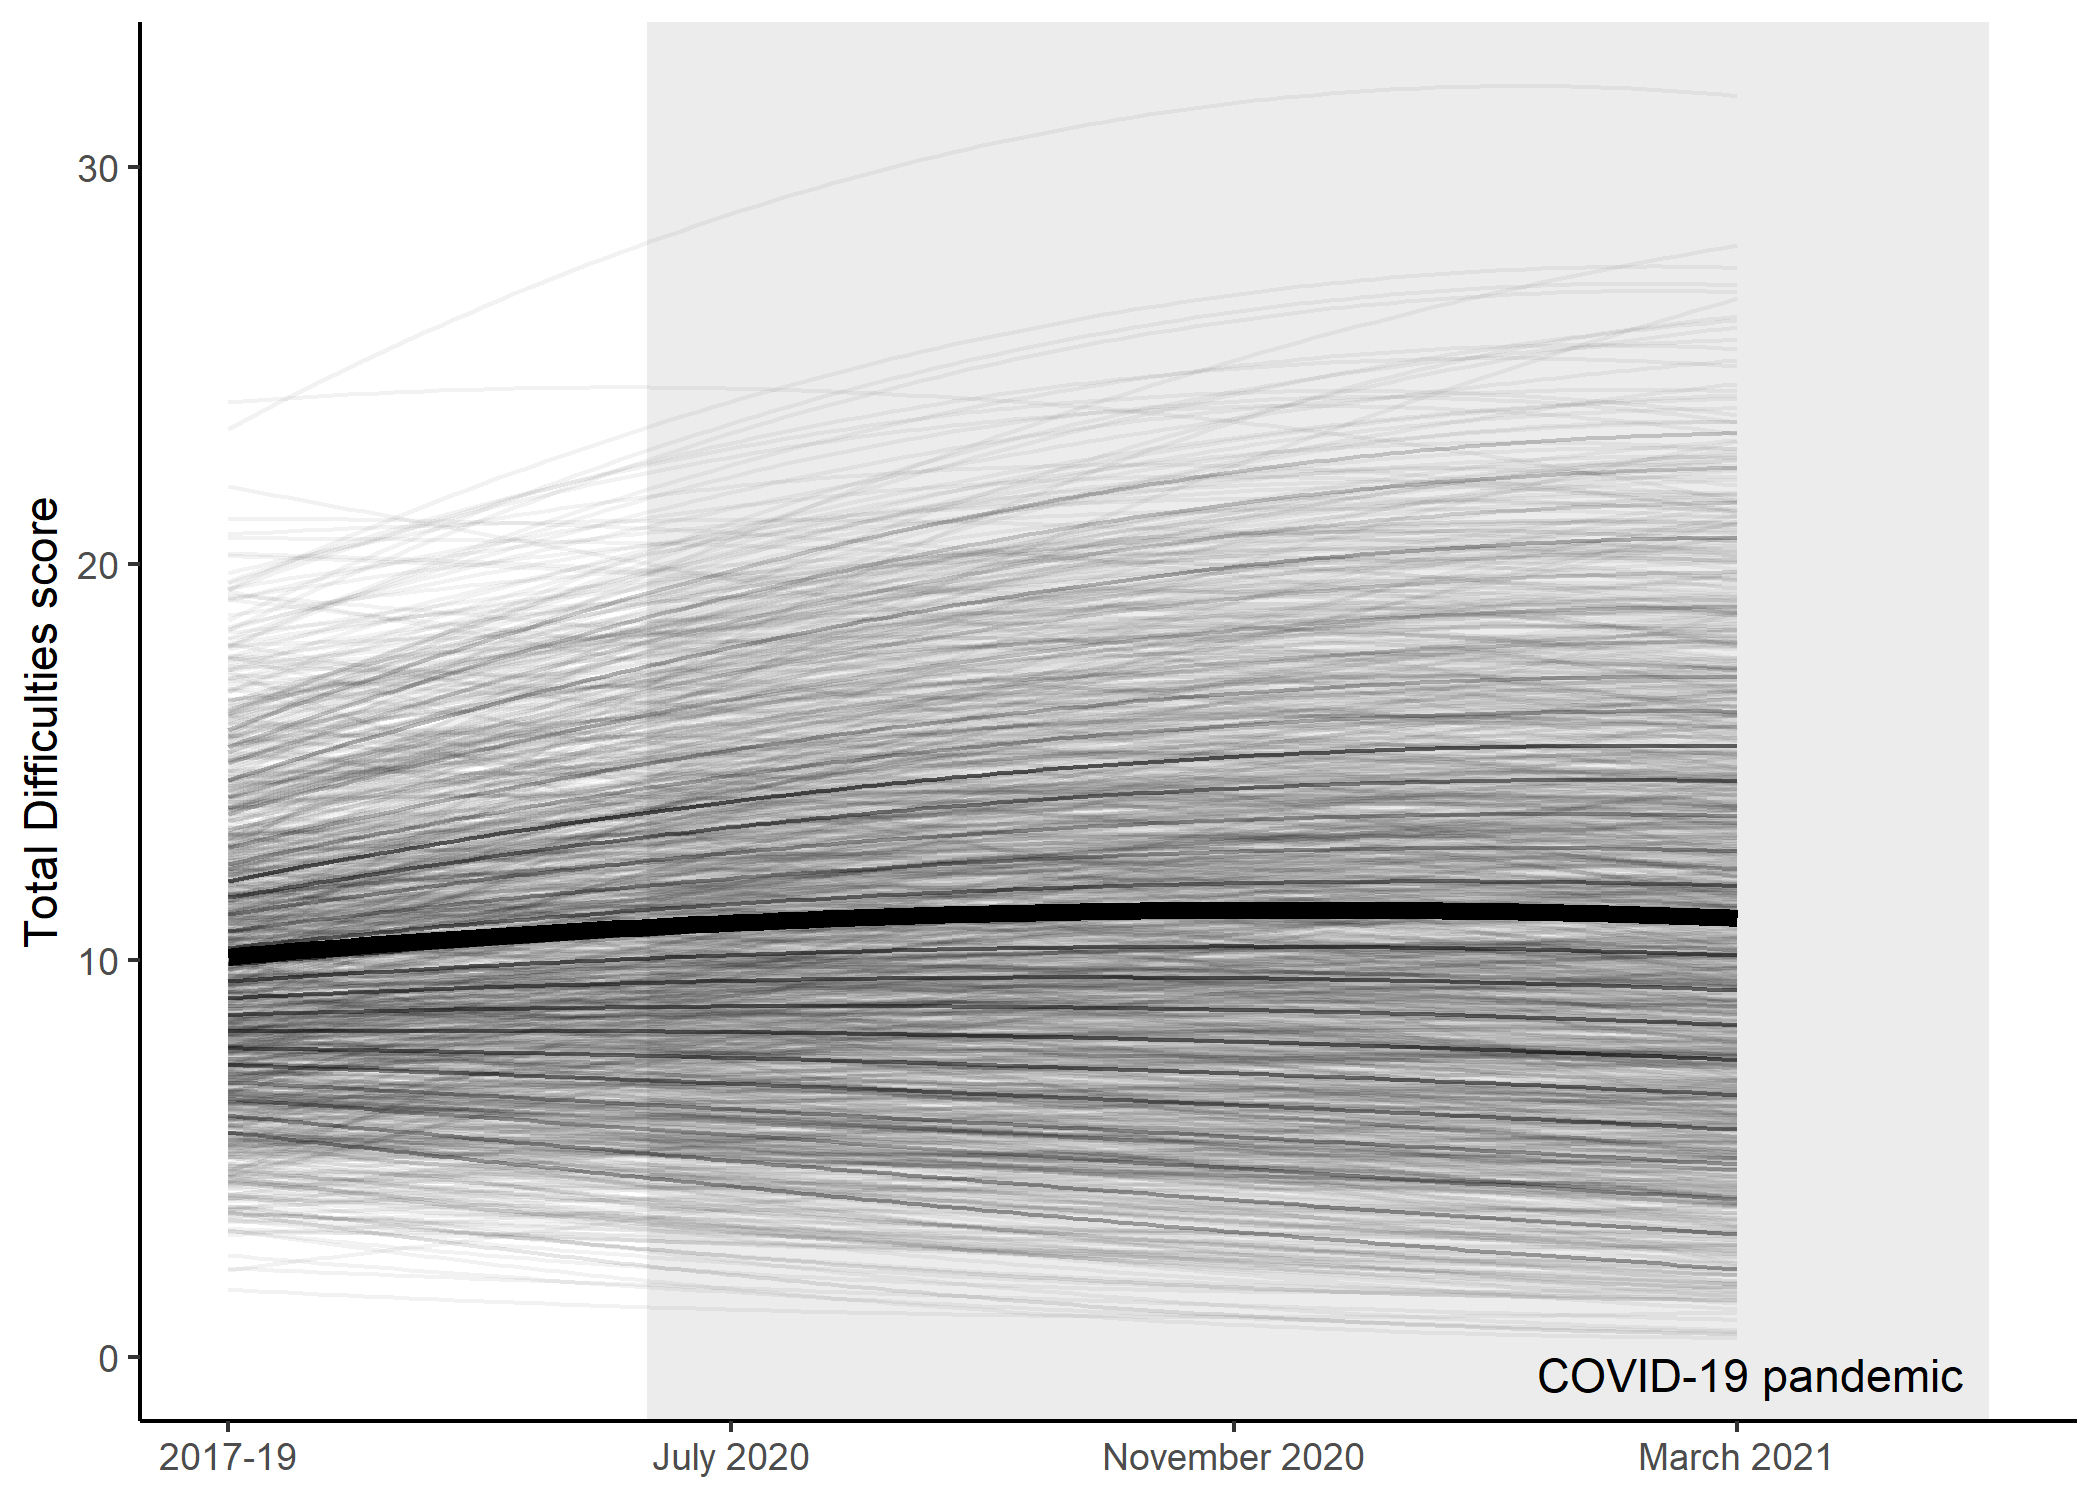 Total Difficulties score
30
20
10
0
COVID-19 pandemic
2017-19
July 2020
November 2020
March 2021